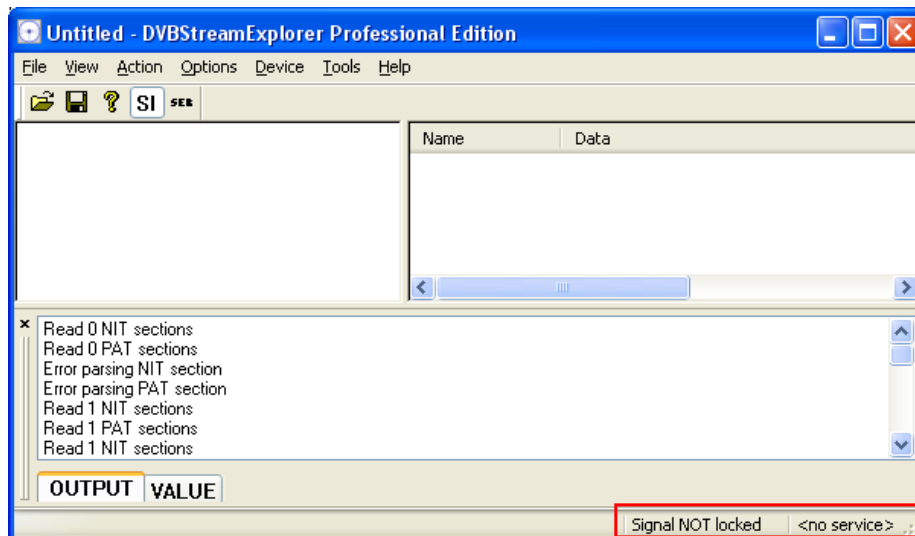 Untitled - DVBStreamExplorer Professional Edition
File View Action Options Device Tools Help
SI SER
Name Data
Read 0 NIT sections
Read 0 PAT sections
Error parsing NIT section
Error parsing PAT section
Read 1 NIT sections
Read 1 PAT sections
Read 1 NIT sections
OUTPUT VALUE
Signal NOT locked <no service>